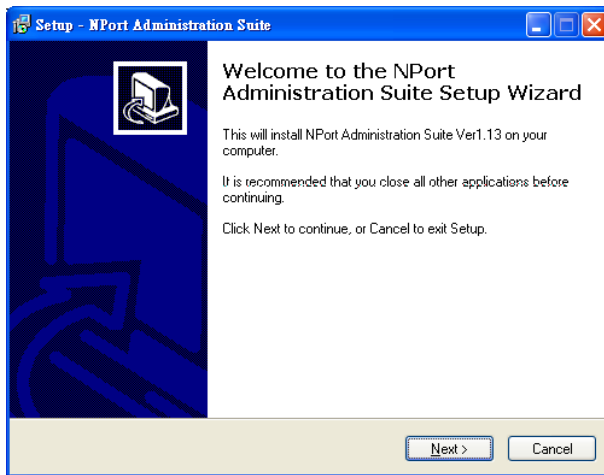 Setup - NPort Administration Suite
Welcome to the NPort
Administration Suite Setup Wizard
This will install NPort Administration Suite Ver1.13 on your
computer.
It is recommended that you close all other applications before
continuing.
Click Next to continue, or Cancel to exit Setup.
Next >
Cancel